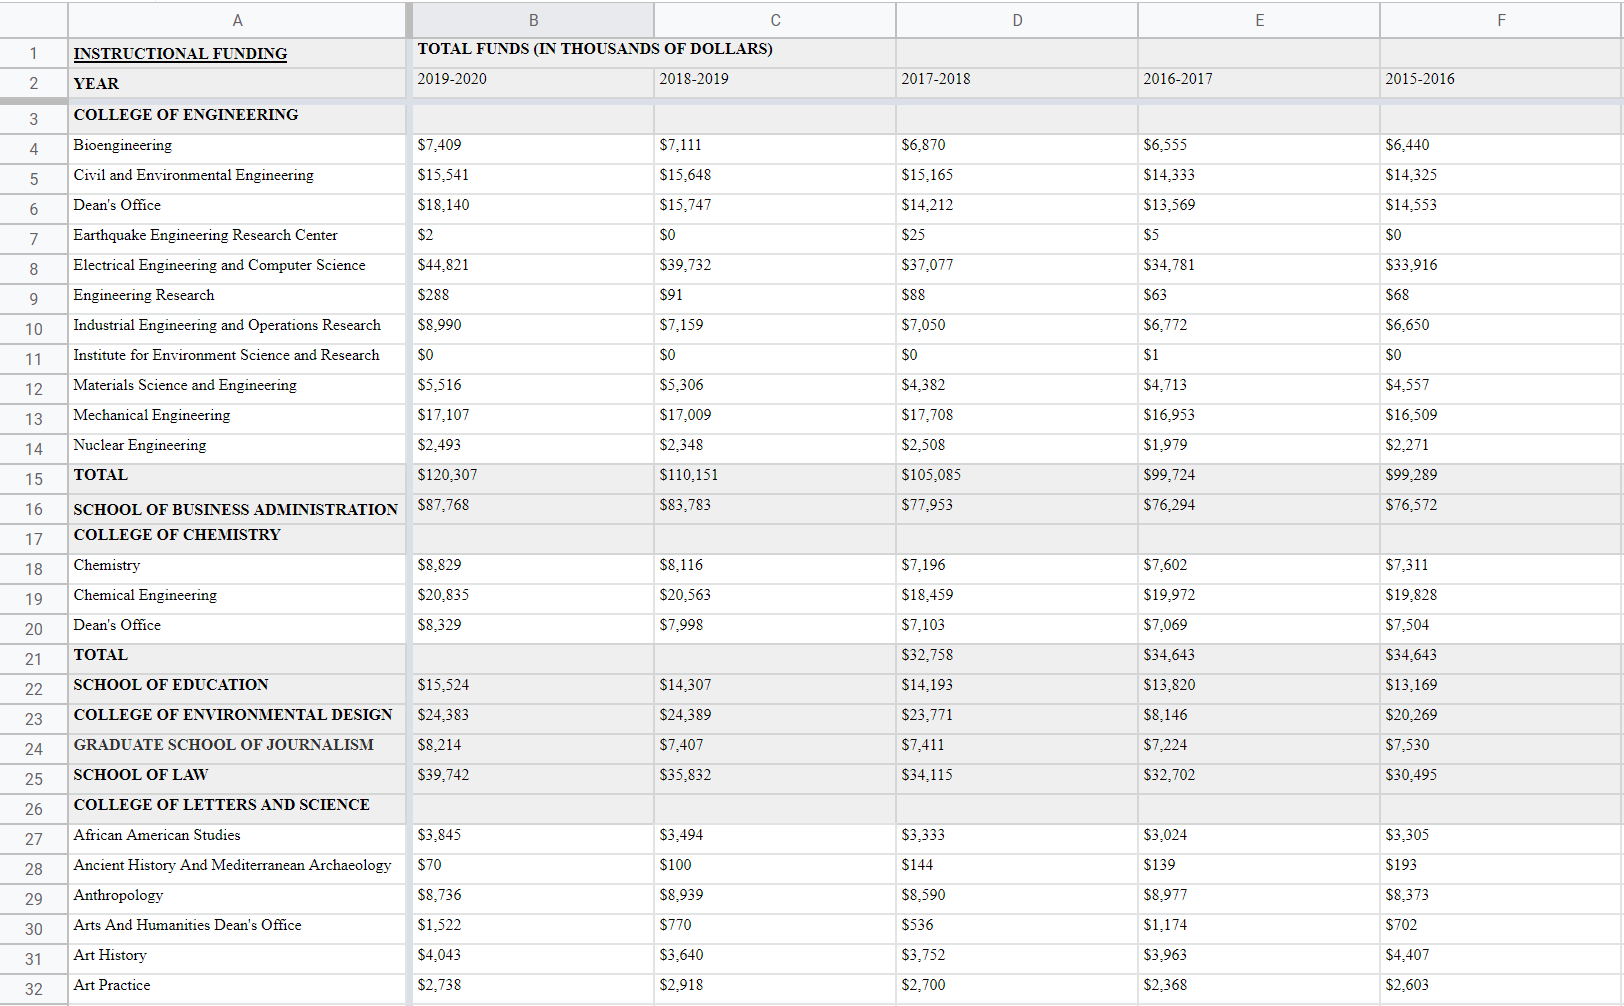 A B C D E F
1 INSTRUCTIONAL FUNDING TOTAL FUNDS (IN THOUSANDS OF DOLLARS)
2 YEAR 2019-2020 2018-2019 2017-2018 2016-2017 2015-2016
3 COLLEGE OF ENGINEERING
4 Bioengineering $7,409 $7,111 $6,870 $6,555 $6,440
5 Civil and Environmental Engineering $15,541 $15,648 $15,165 $14,333 $14,325
6 Dean's Office $18,140 $15,747 $14,212 $13,569 $14,553
7 Earthquake Engineering Research Center $2 $0 $25 $5 $0
8 Electrical Engineering and Computer Science $44,821 $39,732 $37,077 $34,781 $33,916
9 Engineering Research $288 $91 $88 $63 $68
10 Industrial Engineering and Operations Research $8,990 $7,159 $7,050 $6,772 $6,650
11 Institute for Environment Science and Research $0 $0 $0 $1 $0
12 Materials Science and Engineering $5,516 $5,306 $4,382 $4,713 $4,557
13 Mechanical Engineering $17,107 $17,009 $17,708 $16,953 $16,509
14 Nuclear Engineering $2,493 $2,348 $2,508 $1,979 $2,271
15 TOTAL $120,307 $110,151 $105,085 $99,724 $99,289
16 SCHOOL OF BUSINESS ADMINISTRATION $87,768 $83,783 $77,953 $76,294 $76,572
17 COLLEGE OF CHEMISTRY
18 Chemistry $8,829 $8,116 $7,196 $7,602 $7,311
19 Chemical Engineering $20,835 $20,563 $18,459 $19,972 $19,828
20 Dean's Office $8,329 $7,998 $7,103 $7,069 $7,504
21 TOTAL $32,758 $34,643 $34,643
22 SCHOOL OF EDUCATION $15,524 $14,307 $14,193 $13,820 $13,169
23 COLLEGE OF ENVIRONMENTAL DESIGN $24,383 $24,389 $23,771 $8,146 $20,269
24 GRADUATE SCHOOL OF JOURNALISM $8,214 $7,407 $7,411 $7,224 $7,530
25 SCHOOL OF LAW $39,742 $35,832 $34,115 $32,702 $30,495
26 COLLEGE OF LETTERS AND SCIENCE
27 African American Studies $3,845 $3,494 $3,333 $3,024 $3,305
28 Ancient History And Mediterranean Archaeology $70 $100 $144 $139 $193
29 Anthropology $8,736 $8,939 $8,590 $8,977 $8,373
30 Arts And Humanities Dean's Office $1,522 $770 $536 $1,174 $702
31 Art History $4,043 $3,640 $3,752 $3,963 $4,407
32 Art Practice $2,738 $2,918 $2,700 $2,368 $2,603